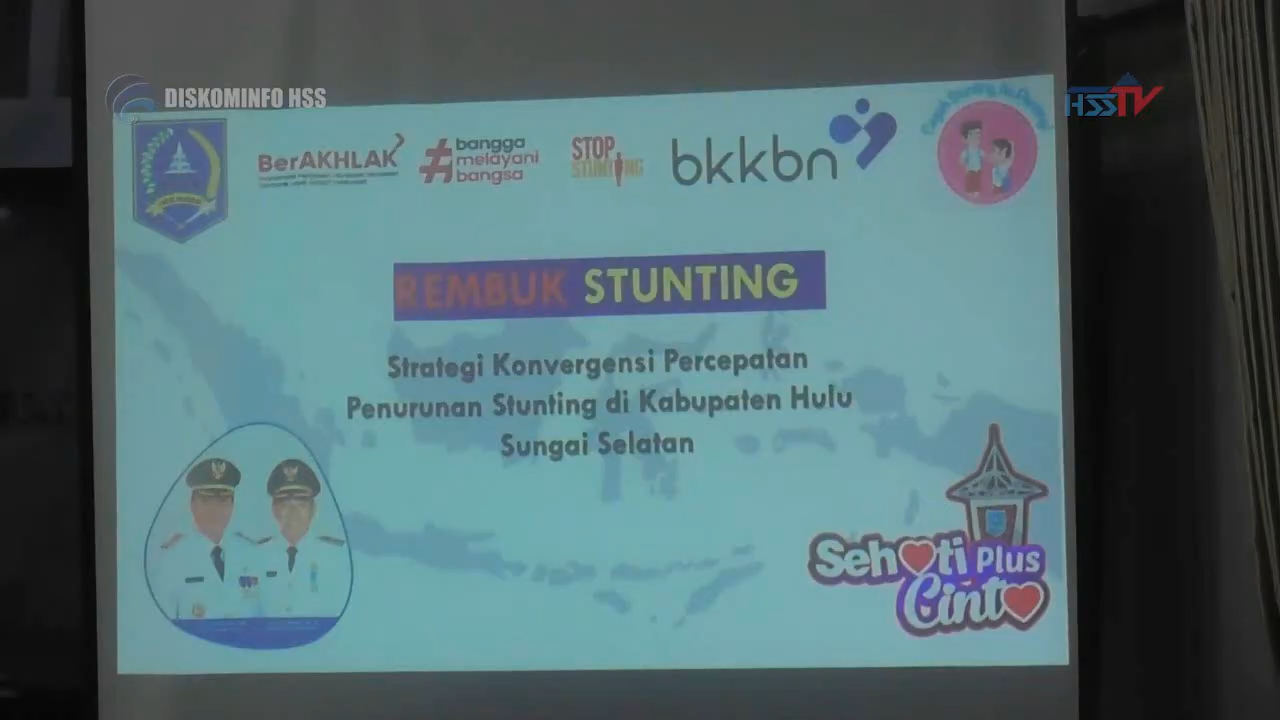 DISKOMINFO HSS
HSSTV
BerAKHLAK
#bangga
melayani
bangsa
STOP
STUNTING
bkkbn
REMBUK STUNTING
Strategi Konvergensi Percepatan
Penurunan Stunting di Kabupaten Hulu
Sungai Selatan
Sehati Plus
Cinta